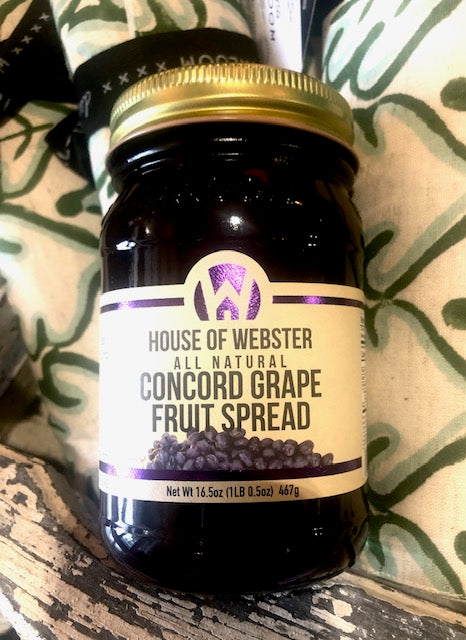 W
HOUSE OF WEBSTER
ALL NATURAL
CONCORD GRAPE
FRUIT SPREAD
Net Wt 16.5oz (1LB 0.5oz) 467g